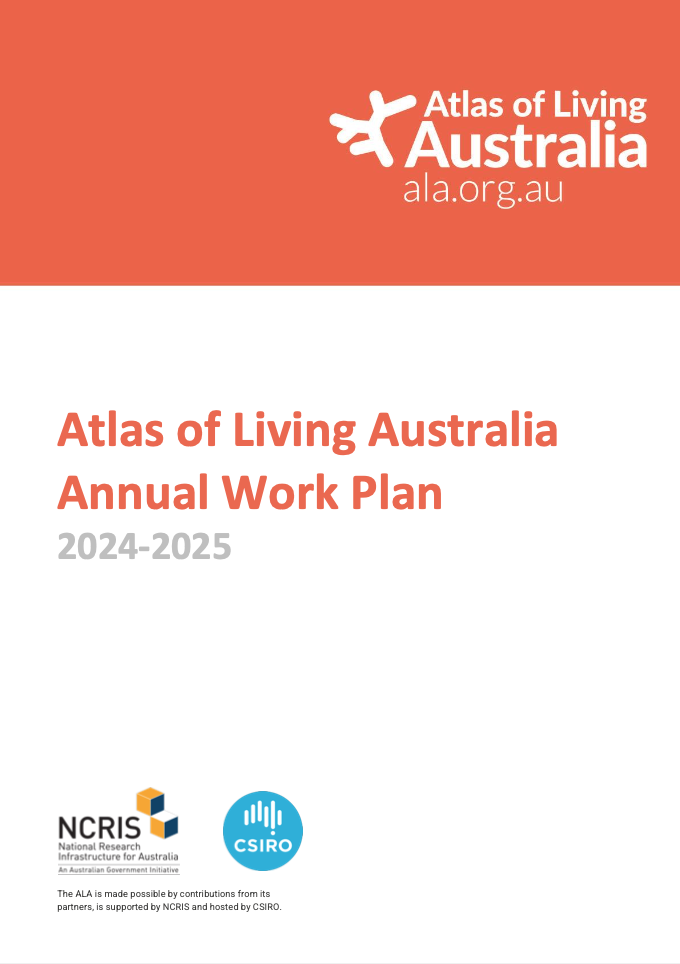 Atlas of Living
Australia
ala.org.au
Atlas of Living Australia
Annual Work Plan
2024-2025
NCRIS
National Research
Infrastructure for Australia
An Australian Government Initiative
CSIRO
The ALA is made possible by contributions from its
partners, is supported by NCRIS and hosted by CSIRO.